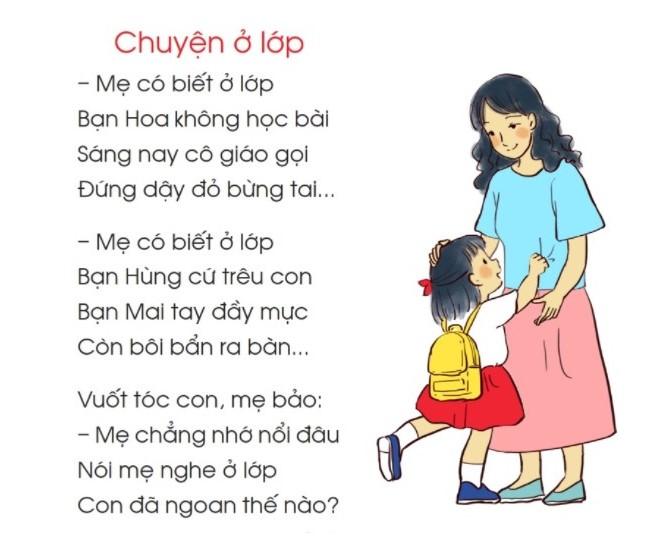 Chuyện ở lớp
– Mẹ có biết ở lớp
Bạn Hoa không học bài
Sáng nay cô giáo gọi
Đứng dậy đỏ bừng tai...
– Mẹ có biết ở lớp
Bạn Hùng cứ trêu con
Bạn Mai tay đầy mực
Còn bôi bẩn ra bàn...
Vuốt tóc con, mẹ bảo:
– Mẹ chẳng nhớ nổi đâu
Nói mẹ nghe ở lớp
Con đã ngoan thế nào?